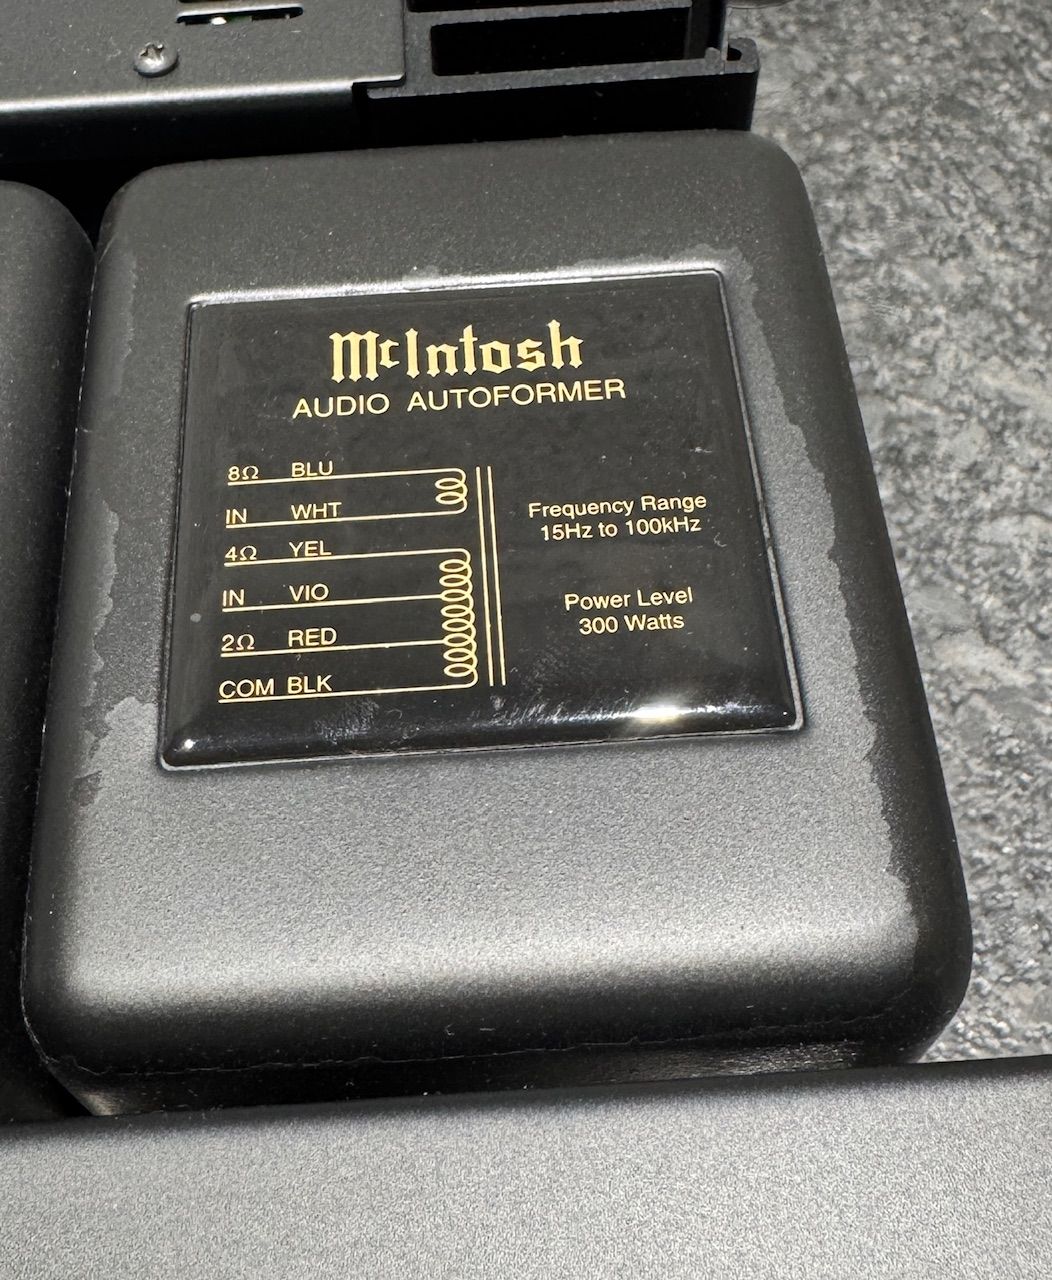 McIntosh
AUDIO AUTOFORMER
8Ω BLU
IN WHT
4Ω YEL
IN VIO
2Ω RED
COM BLK
Frequency Range
15Hz to 100kHz
Power Level
300 Watts